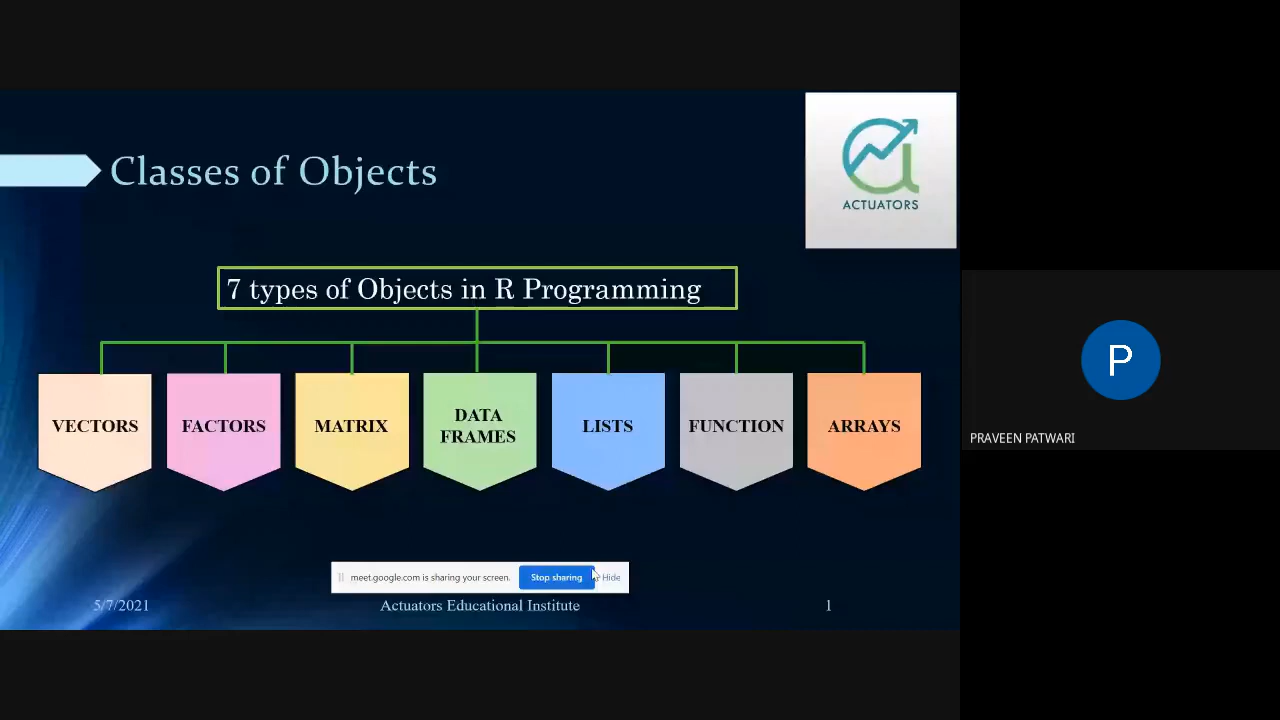 Classes of Objects
ACTUATORS
7 types of Objects in R Programming
VECTORS
FACTORS
MATRIX
DATA
FRAMES
LISTS
FUNCTION
ARRAYS
P
PRAVEEN PATWARI
meet.google.com is sharing your screen.
Stop sharing
Hide
5/7/2021
Actuators Educational Institute
1